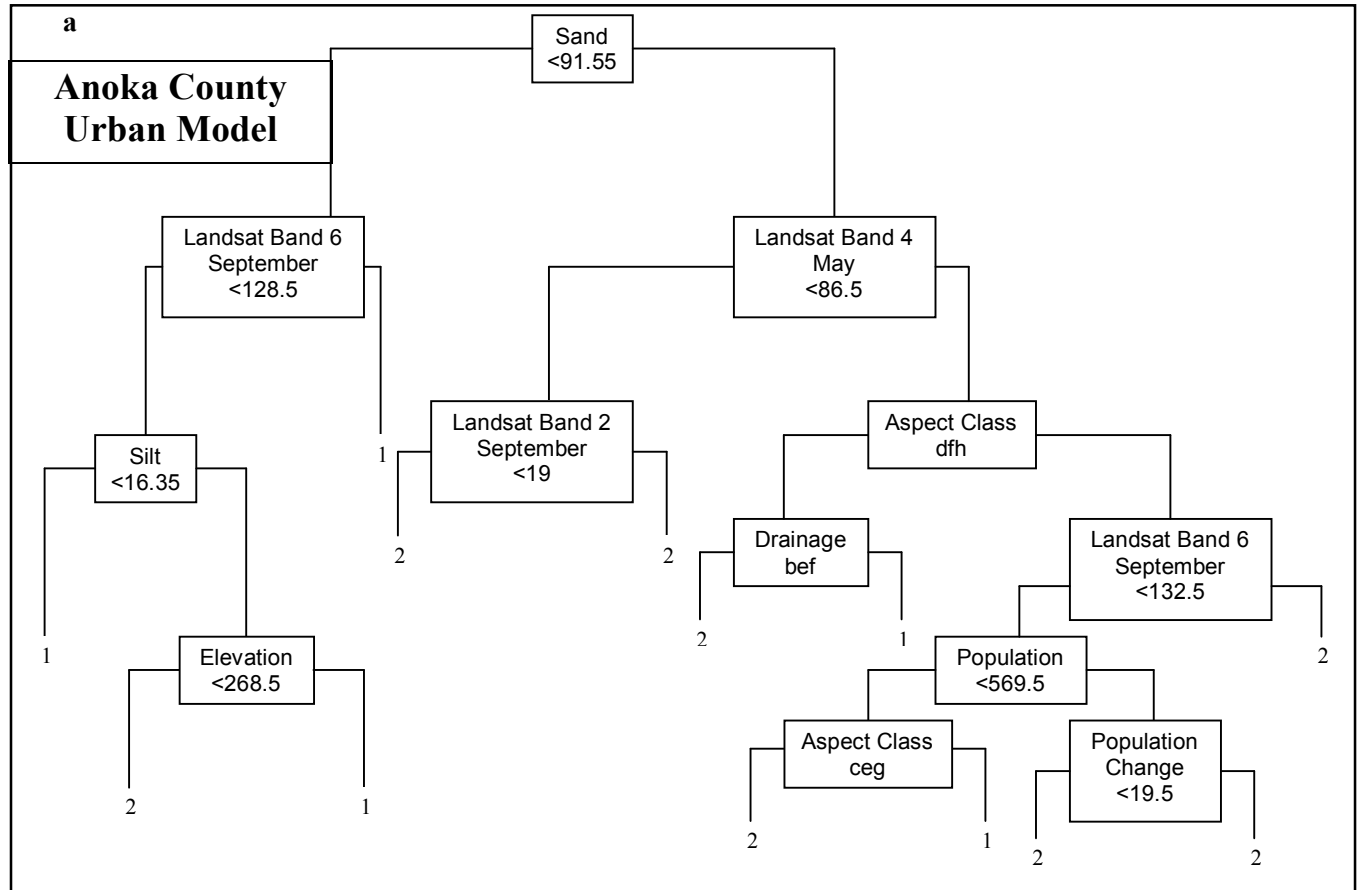 a
Anoka County
Urban Model
Sand
<91.55
Landsat Band 6
September
<128.5
Landsat Band 4
May
<86.5
Silt
<16.35
1
Landsat Band 2
September
<19
Aspect Class
dfh
1
Elevation
<268.5
2
2
Drainage
bef
Landsat Band 6
September
<132.5
2
1
2
1
Population
<569.5
2
Aspect Class
ceg
Population
Change
<19.5
2
1
2
2